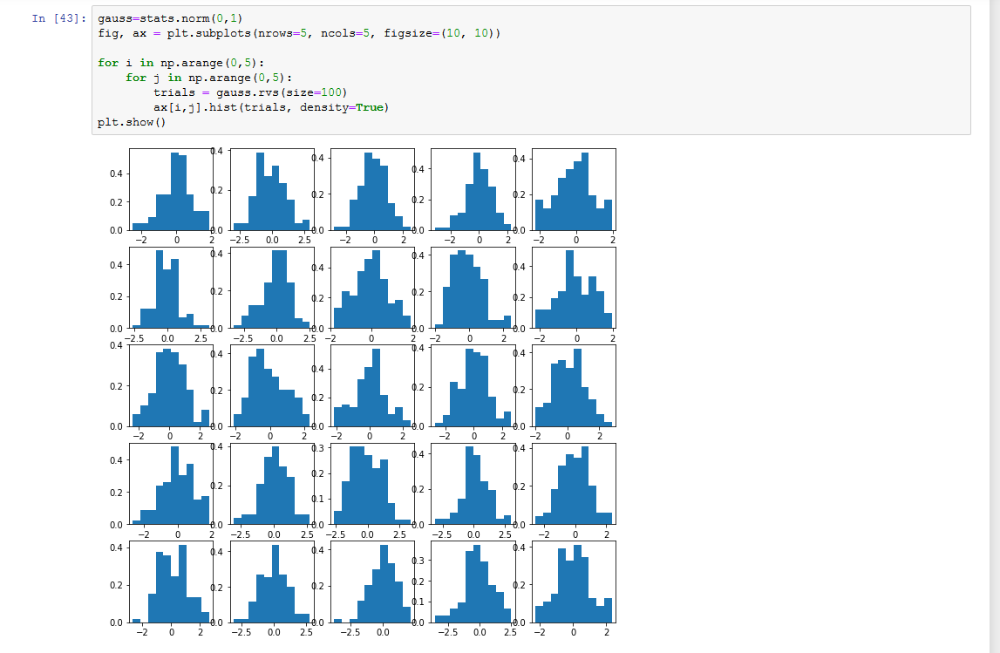 In [43]:
gauss=stats.norm(0,1)
fig, ax = plt.subplots(nrows=5, ncols=5, figsize=(10, 10))
for i in np.arange(0,5):
    for j in np.arange(0,5):
        trials = gauss.rvs(size=100)
        ax[i,j].hist(trials, density=True)
plt.show()
0.4 0.4 0.4 0.4 0.4
0.2 0.2 0.2 0.2 0.2
0.0 0.0 0.0 0.0 0.0
−2 0 2 −2.5 0.0 2.5 −2 0 2 −2 0 2 −2 0 2
0.4 0.4 0.4 0.4 0.4
0.2 0.2 0.2 0.2 0.2
0.0 0.0 0.0 0.0 0.0
−2.5 0.0 2.5 −2.5 0.0 2.5 −2 0 2 −2 0 2 −2 0 2
0.4 0.4 0.4 0.4 0.4
0.2 0.2 0.2 0.2 0.2
0.0 0.0 0.0 0.0 0.0
−2 0 2 −2 0 2 −2 0 2 −2 0 2 −2 0 2
0.4 0.4 0.3 0.4 0.4
0.2 0.2 0.2 0.2 0.2
0.1
0.0 0.0 0.0 0.0 0.0
−2 0 2 −2.5 0.0 2.5 −2.5 0.0 2.5 −2.5 0.0 2.5 −2 0 2
0.4 0.4 0.4 0.3 0.4
0.2 0.2 0.2 0.2 0.2
0.1
0.0 0.0 0.0 0.0 0.0
−2 0 2 −2.5 0.0 2.5 −2.5 0.0 −2.5 0.0 2.5 −2 0 2